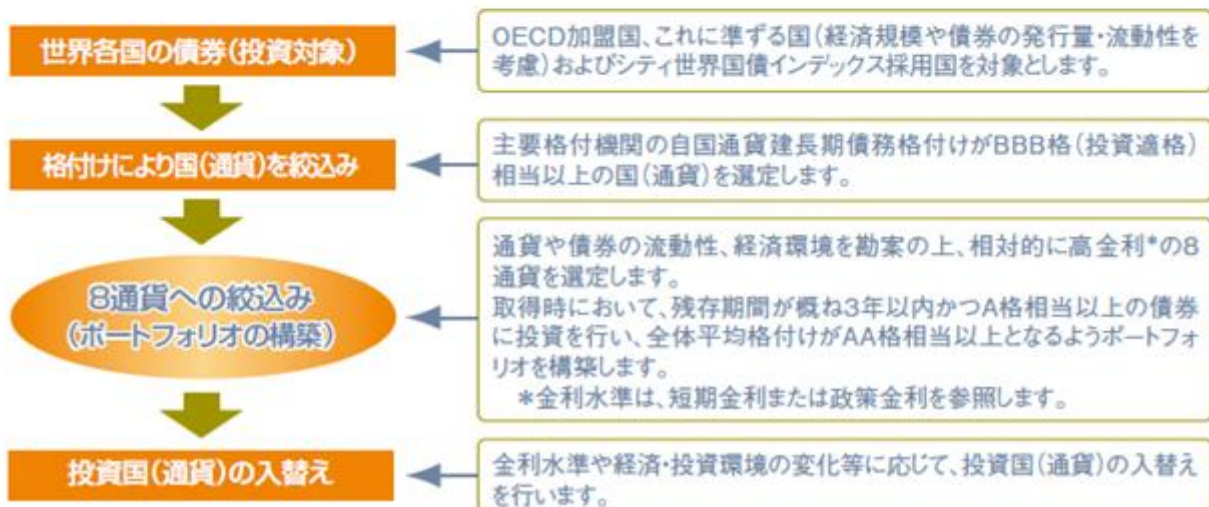 世界各国の債券(投資対象)
OECD加盟国、これに準ずる国(経済規模や債券の発行量・流動性を
考慮)およびシティ世界国債インデックス採用国を対象とします。
格付けにより国(通貨)を絞込み
主要格付機関の自国通貨建長期債務格付けがBBB格(投資適格)
相当以上の国(通貨)を選定します。
8通貨への絞込み
(ポートフォリオの構築)
通貨や債券の流動性、経済環境を勘案の上、相対的に高金利*の8
通貨を選定します。
取得時において、残存期間が概ね3年以内かつA格相当以上の債券
に投資を行い、全体平均格付けがAA格相当以上となるようポートフォ
リオを構築します。
*金利水準は、短期金利または政策金利を参照します。
投資国(通貨)の入替え
金利水準や経済・投資環境の変化等に応じて、投資国(通貨)の入替え
を行います。